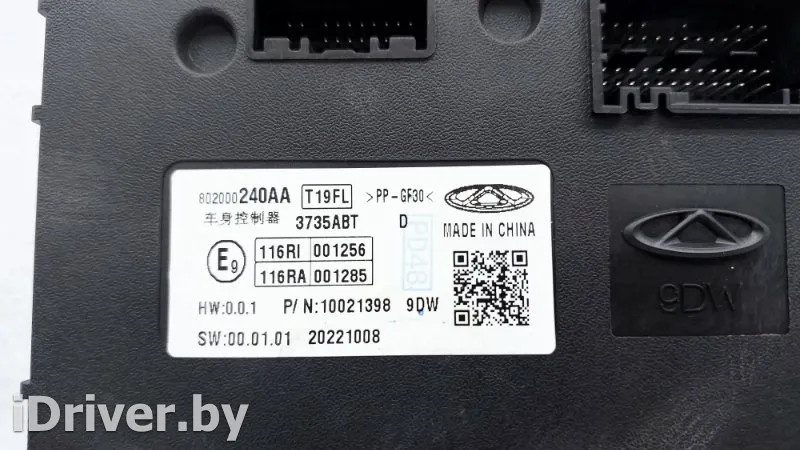 802000240AA T19FL >PP-GF30<
车身控制器 3735ABT D MADE IN CHINA
E9 116RI 001256
116RA 001285
PD48
HW:0.0.1 P/N:10021398 9DW
SW:00.01.01 20221008
9DW
iDriver.by